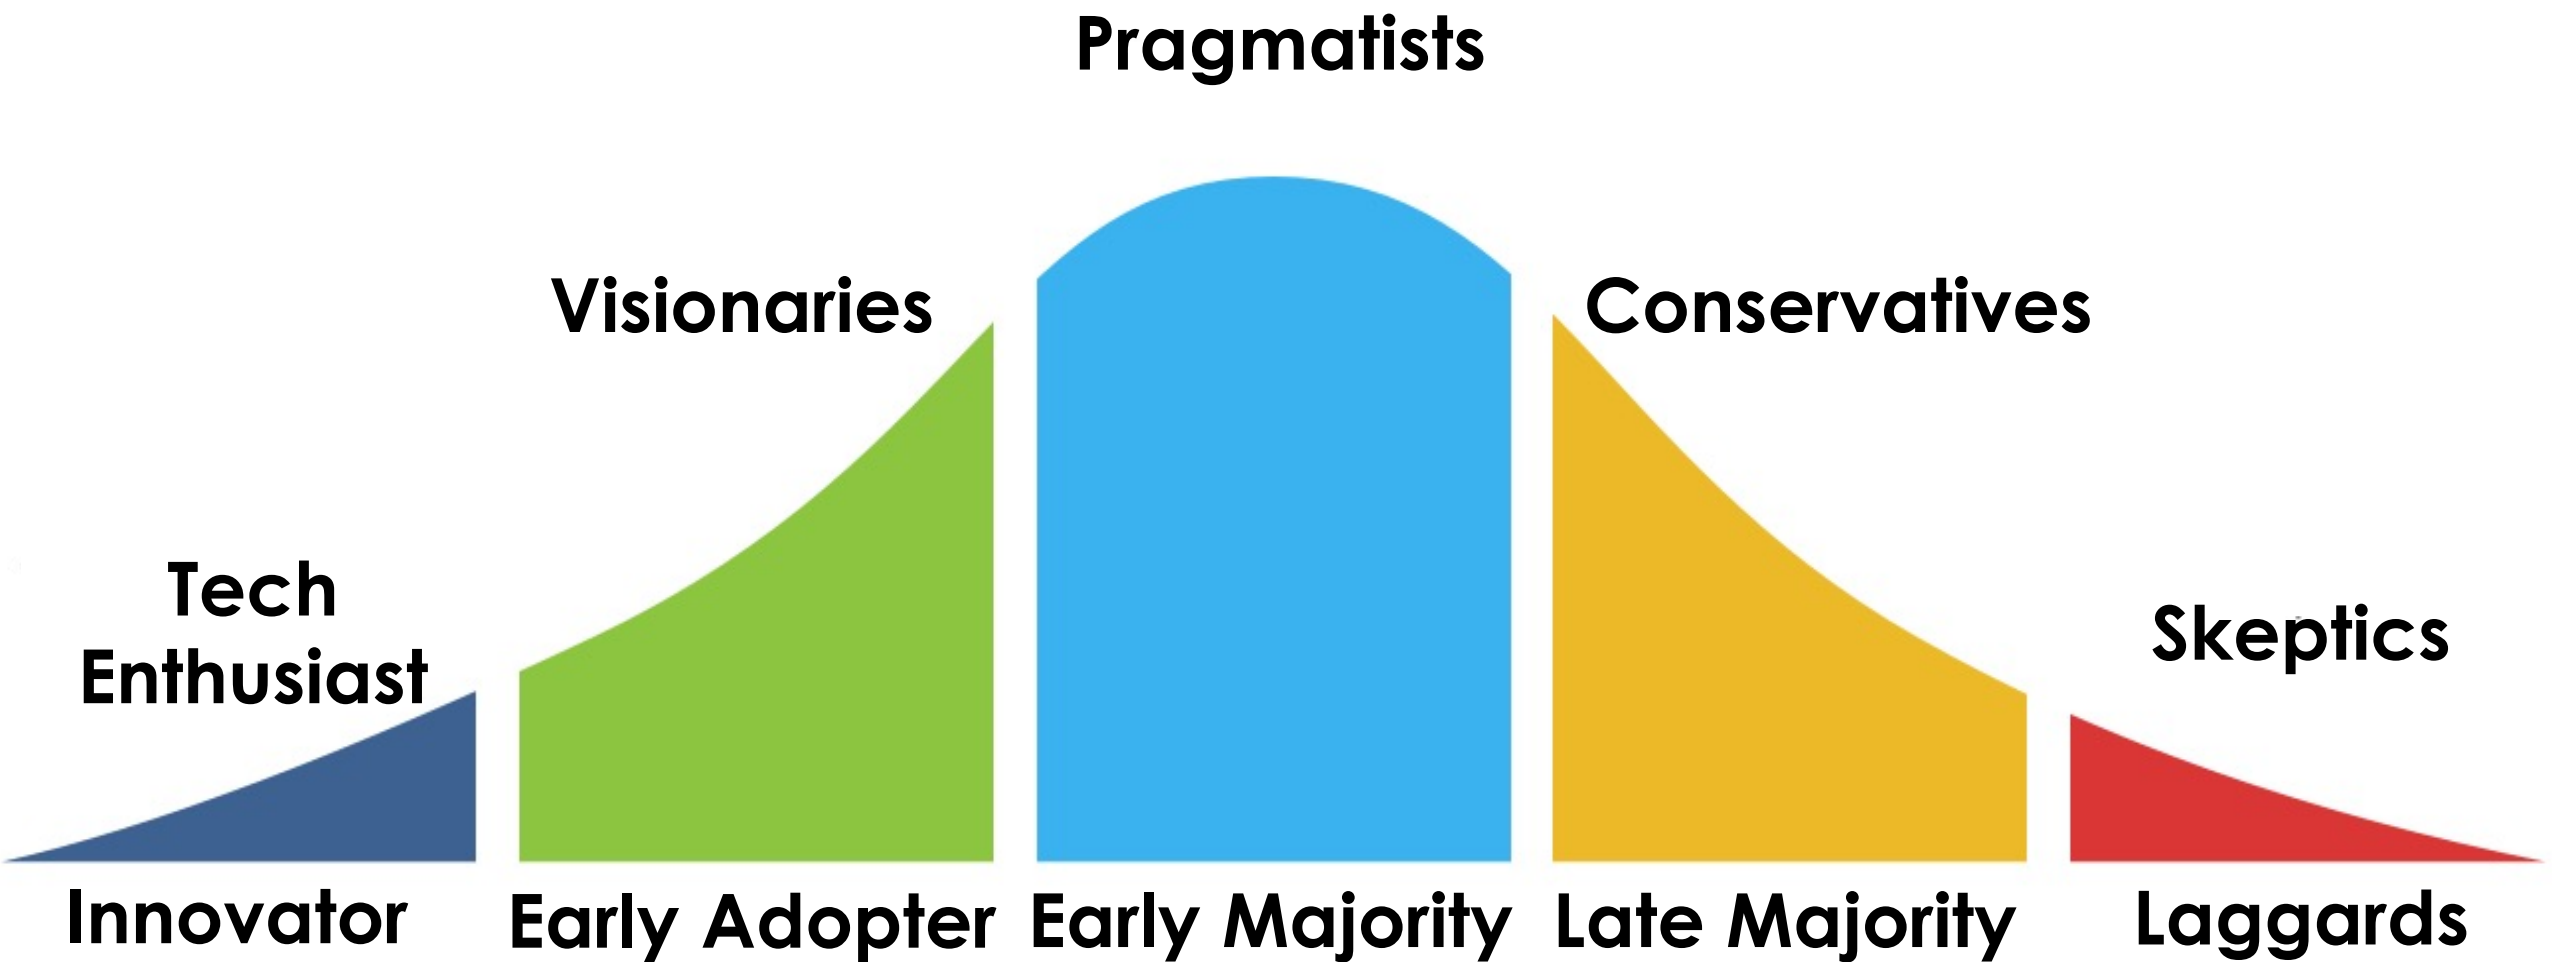 Pragmatists
Visionaries
Conservatives
Tech
Enthusiast
Skeptics
Innovator
Early Adopter
Early Majority
Late Majority
Laggards